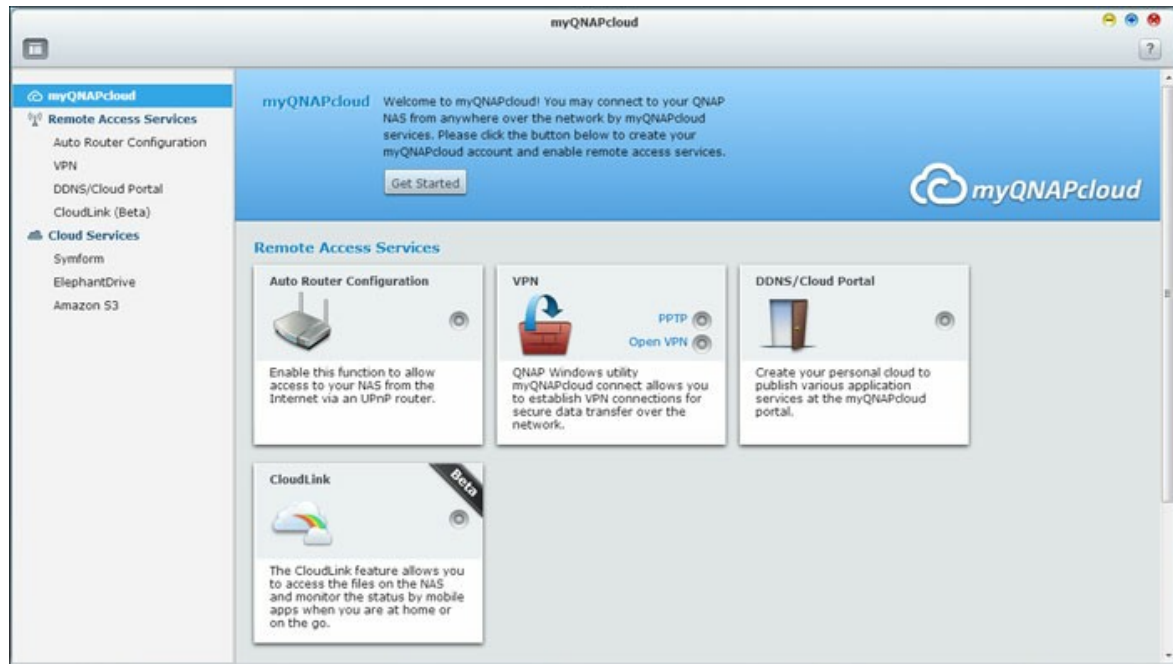 myQNAPcloud
?
myQNAPcloud
Remote Access Services
Auto Router Configuration
VPN
DDNS/Cloud Portal
CloudLink (Beta)
Cloud Services
Symform
ElephantDrive
Amazon S3
myQNAPcloud
Welcome to myQNAPcloud! You may connect to your QNAP
NAS from anywhere over the network by myQNAPcloud
services. Please click the button below to create your
myQNAPcloud account and enable remote access services.
Get Started
myQNAPcloud
Remote Access Services
Auto Router Configuration
Enable this function to allow
access to your NAS from the
Internet via an UPnP router.
VPN
PPTP
Open VPN
QNAP Windows utility
myQNAPcloud connect allows you
to establish VPN connections for
secure data transfer over the
network.
DDNS/Cloud Portal
Create your personal cloud to
publish various application
services at the myQNAPcloud
portal.
CloudLink
Beta
The CloudLink feature allows you
to access the files on the NAS
and monitor the status by mobile
apps when you are at home or
on the go.